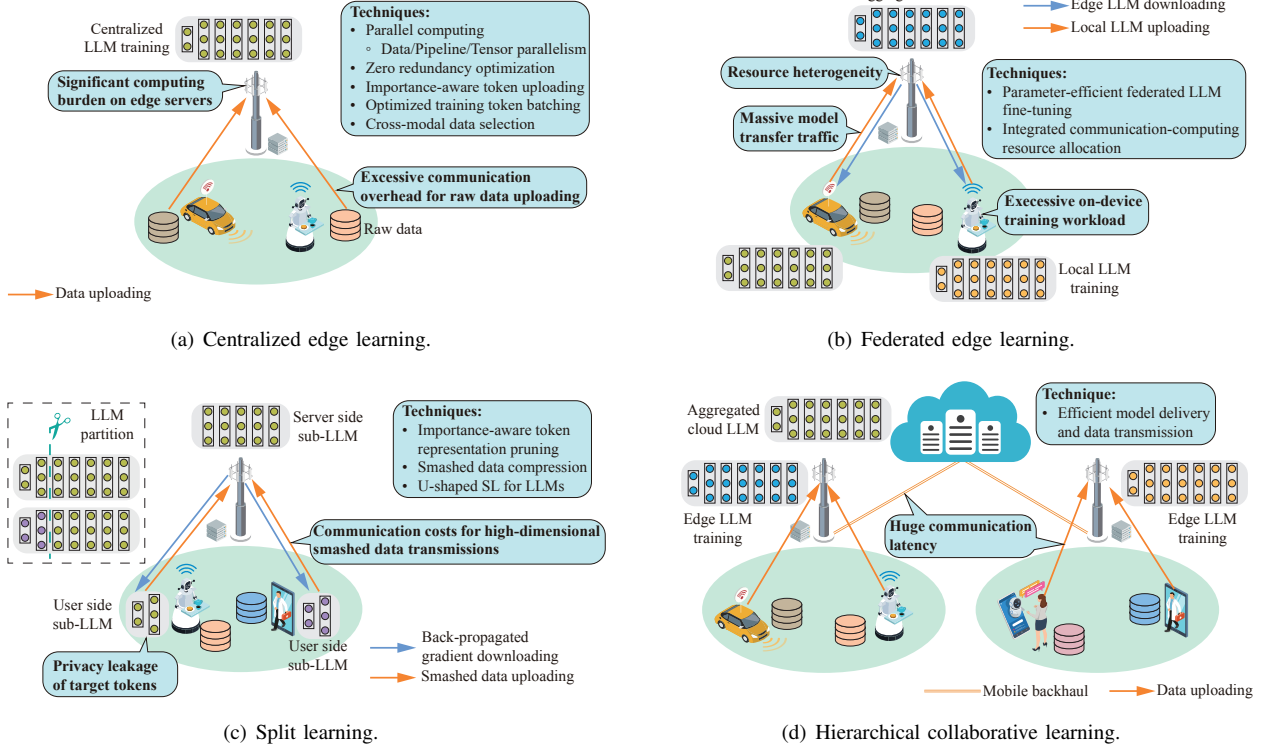 Centralized
LLM training
Techniques:
• Parallel computing
◦ Data/Pipeline/Tensor parallelism
• Zero redundancy optimization
• Importance-aware token uploading
• Optimized training token batching
• Cross-modal data selection
Significant computing
burden on edge servers
Excessive communication
overhead for raw data uploading
Raw data
Data uploading
(a) Centralized edge learning.
Edge LLM downloading
Local LLM uploading
Resource heterogeneity
Techniques:
• Parameter-efficient federated LLM
fine-tuning
• Integrated communication-computing
resource allocation
Massive model
transfer traffic
Execessive on-device
training workload
Local LLM
training
(b) Federated edge learning.
LLM
partition
Server side
sub-LLM
Techniques:
• Importance-aware token
representation pruning
• Smashed data compression
• U-shaped SL for LLMs
Communication costs for high-dimensional
smashed data transmissions
User side
sub-LLM
User side
sub-LLM
Privacy leakage
of target tokens
Back-propagated
gradient downloading
Smashed data uploading
(c) Split learning.
Aggregated
cloud LLM
Technique:
• Efficient model delivery
and data transmission
Edge LLM
training
Huge communication
latency
Edge LLM
training
Mobile backhaul
Data uploading
(d) Hierarchical collaborative learning.